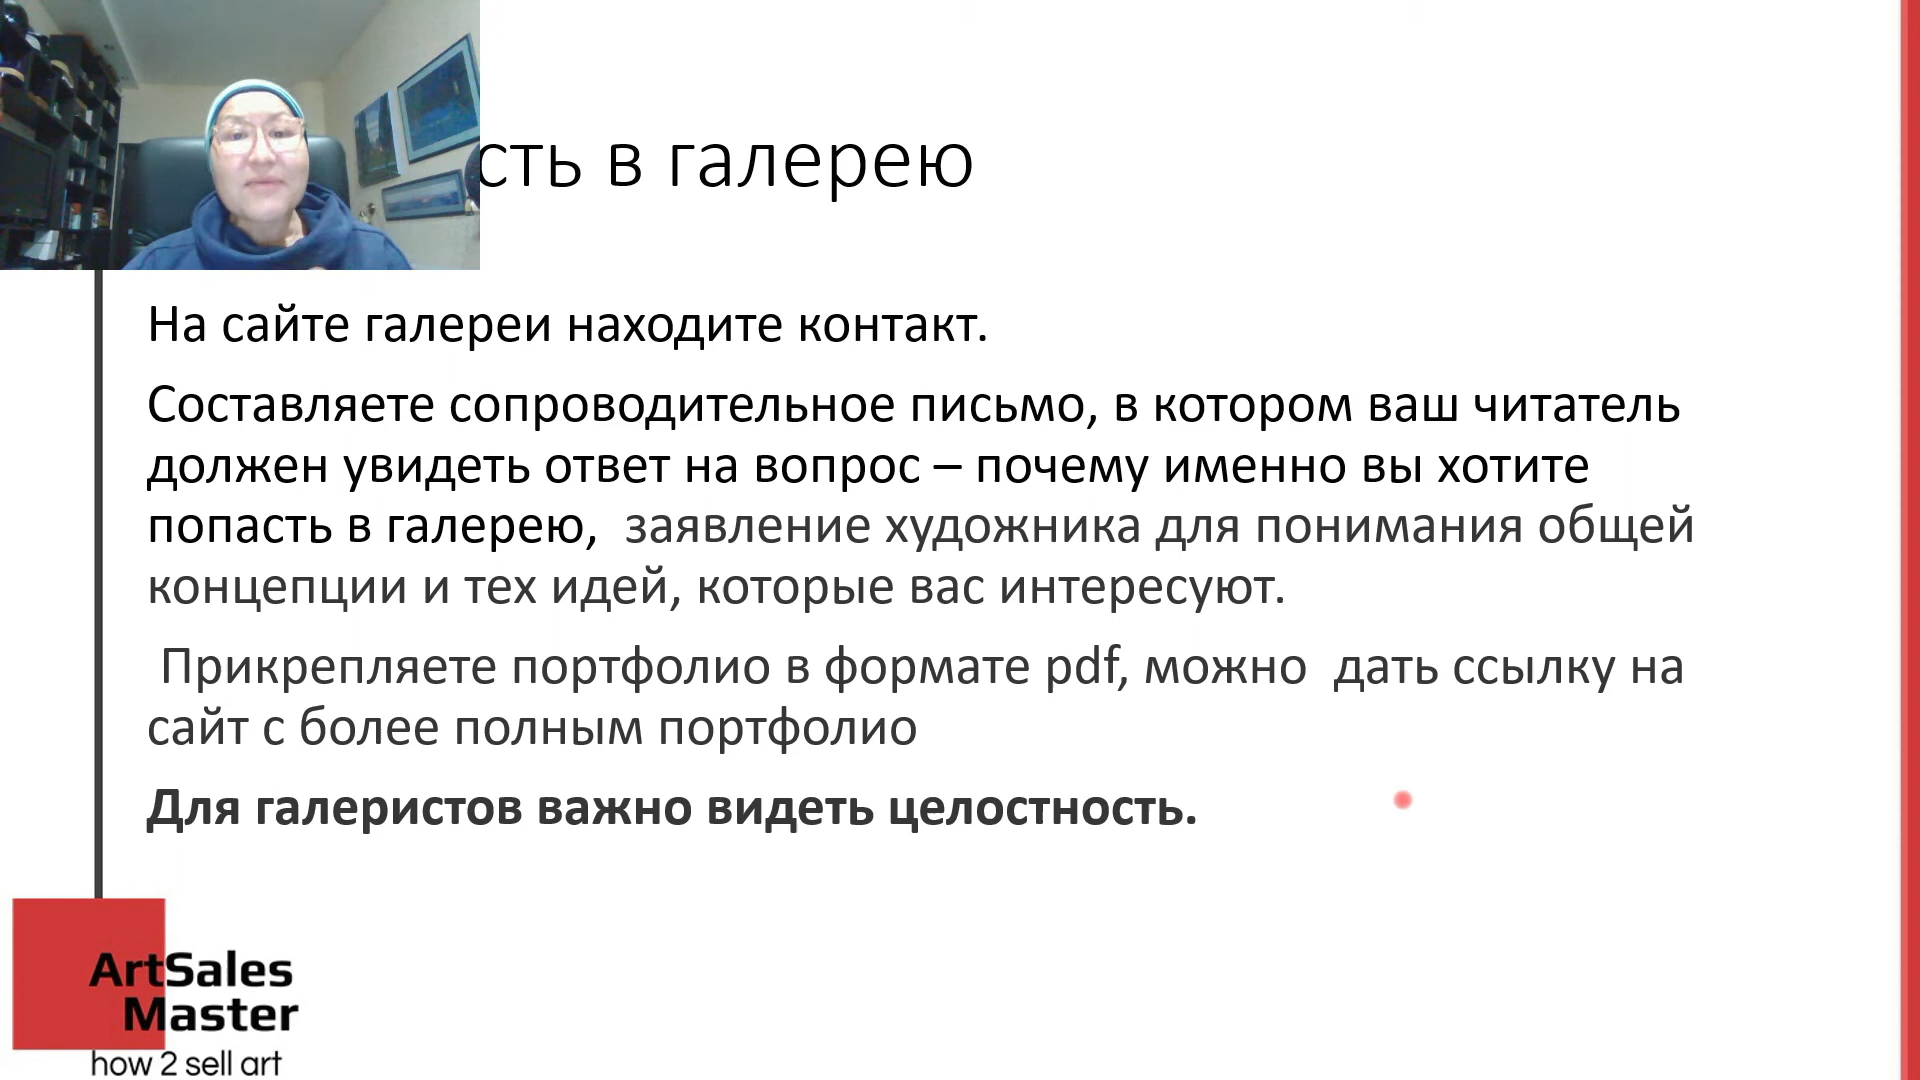 в галерею
На сайте галереи находите контакт.
Составляете сопроводительное письмо, в котором ваш читатель
должен увидеть ответ на вопрос – почему именно вы хотите
попасть в галерею,  заявление художника для понимания общей
концепции и тех идей, которые вас интересуют.
Прикрепляете портфолио в формате pdf, можно  дать ссылку на
сайт с более полным портфолио
Для галеристов важно видеть целостность.
ArtSales
Master
how 2 sell art